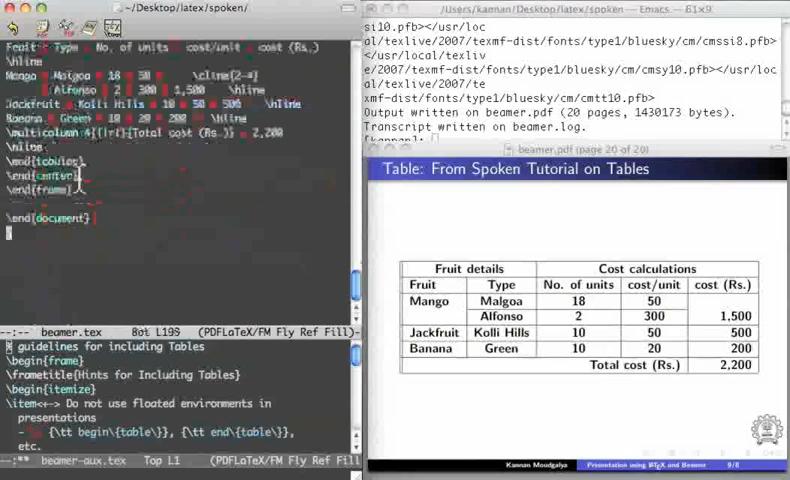 ~/Desktop/latex/spoken/
Fruit Type No. of units cost/unit cost (Rs.)
\hline
Mango Malgoa 18 50 \cline{2-4}
Alfonso 2 300 1,500 \hline
Jackfruit Kolli Hills 10 50 500 \hline
Banana Green 10 20 200 \hline
\multicolumn 4{|r|}{Total cost (Rs.)} 2,200
\hline
\end{tabular}
\end{center}
\end{frame}
\end{document}
--:-- beamer.tex Bot L195 (PDFLaTeX/FM Fly Ref Fill)-
guidelines for including Tables
\begin{frame}
\frametitle{Hints for Including Tables}
\begin{itemize}
\item<+-> Do not use floated environments in
presentations
- {\tt begin\{table\}}, {\tt end\{table\}},
etc.
--:** beamer-aux.tex Top L1 (PDFLaTeX/FM Fly Ref Fill
/Users/kannan/Desktop/latex/spoken — Emacs — 61×9
si10.pfb></usr/loc
al/texlive/2007/texmf-dist/fonts/type1/bluesky/cm/cmssi8.pfb>
</usr/local/texliv
e/2007/texmf-dist/fonts/type1/bluesky/cm/cmsy10.pfb></usr/loc
al/texlive/2007/te
xmf-dist/fonts/type1/bluesky/cm/cmtt10.pfb>
Output written on beamer.pdf (20 pages, 1430173 bytes).
Transcript written on beamer.log.
beamer.pdf (page 20 of 20)
Table: From Spoken Tutorial on Tables
Fruit details Cost calculations
Fruit Type No. of units cost/unit cost (Rs.)
Mango Malgoa 18 50
Alfonso 2 300 1,500
Jackfruit Kolli Hills 10 50 500
Banana Green 10 20 200
Total cost (Rs.) 2,200
Kannan Moudgalya Presentation using LATEX and Beamer 9/8